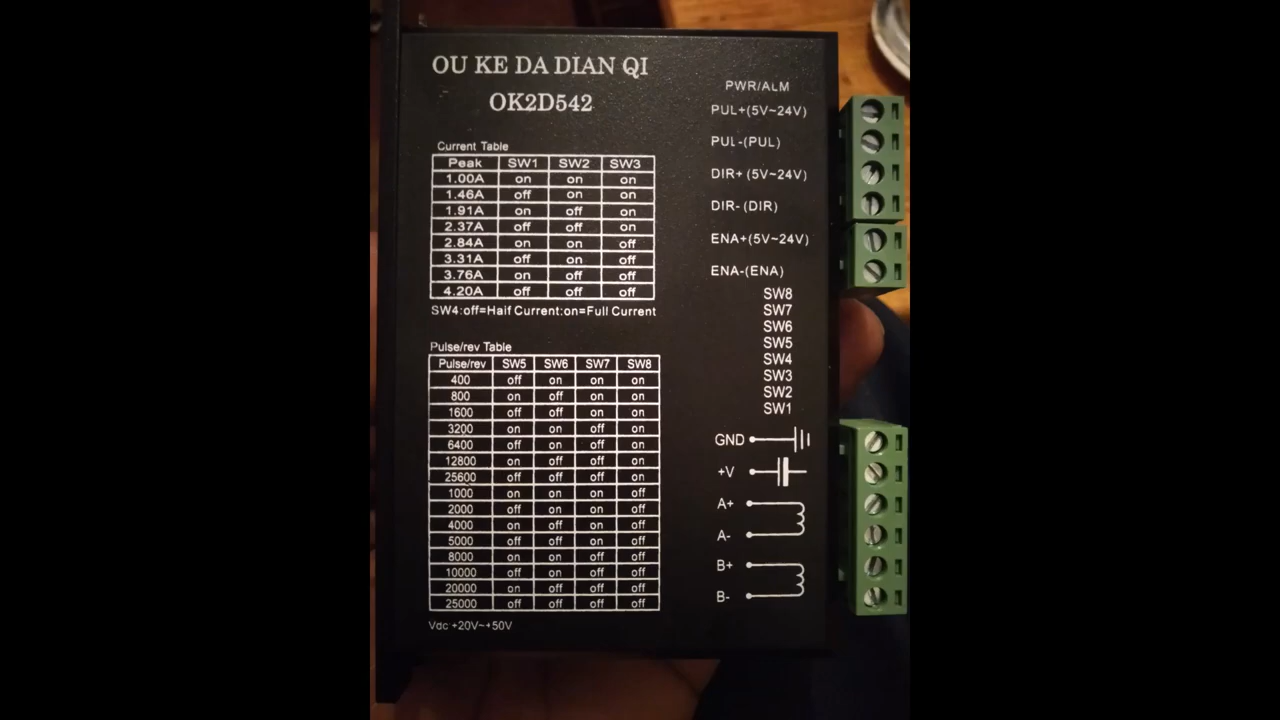 OU KE DA DIAN QI
OK2D542
Current Table
Peak SW1 SW2 SW3
1.00A on on on
1.46A off on on
1.91A on off on
2.37A off off on
2.84A on on off
3.31A off on off
3.76A on off off
4.20A off off off
SW4:off=Haif Current:on=Full Current
Pulse/rev Table
Pulse/rev SW5 SW6 SW7 SW8
400 off on on on
800 on off on on
1600 off off on on
3200 on on off on
6400 off on off on
12800 on off off on
25600 off off off on
1000 on on on off
2000 off on on off
4000 on off on off
5000 off off on off
8000 on on off off
10000 off on off off
20000 on off off off
25000 off off off off
Vdc +20V~+50V
PWR/ALM
PUL+(5V~24V)
PUL-(PUL)
DIR+(5V~24V)
DIR-(DIR)
ENA+(5V~24V)
ENA-(ENA)
SW8
SW7
SW6
SW5
SW4
SW3
SW2
SW1
GND
+V
A+
A-
B+
B-